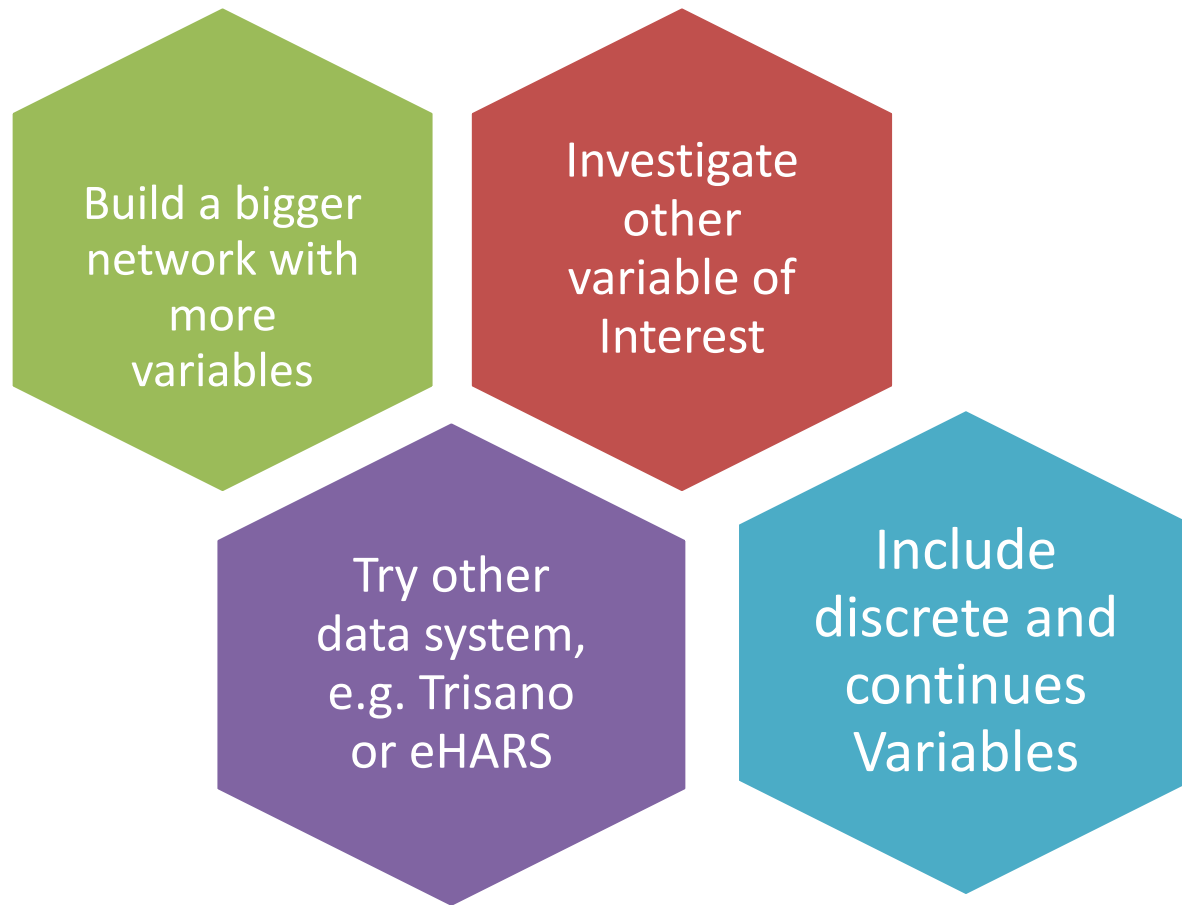 Build a bigger
network with
more
variables
Investigate
other
variable of
Interest
Try other
data system,
e.g. Trisano
or eHARS
Include
discrete and
continues
Variables